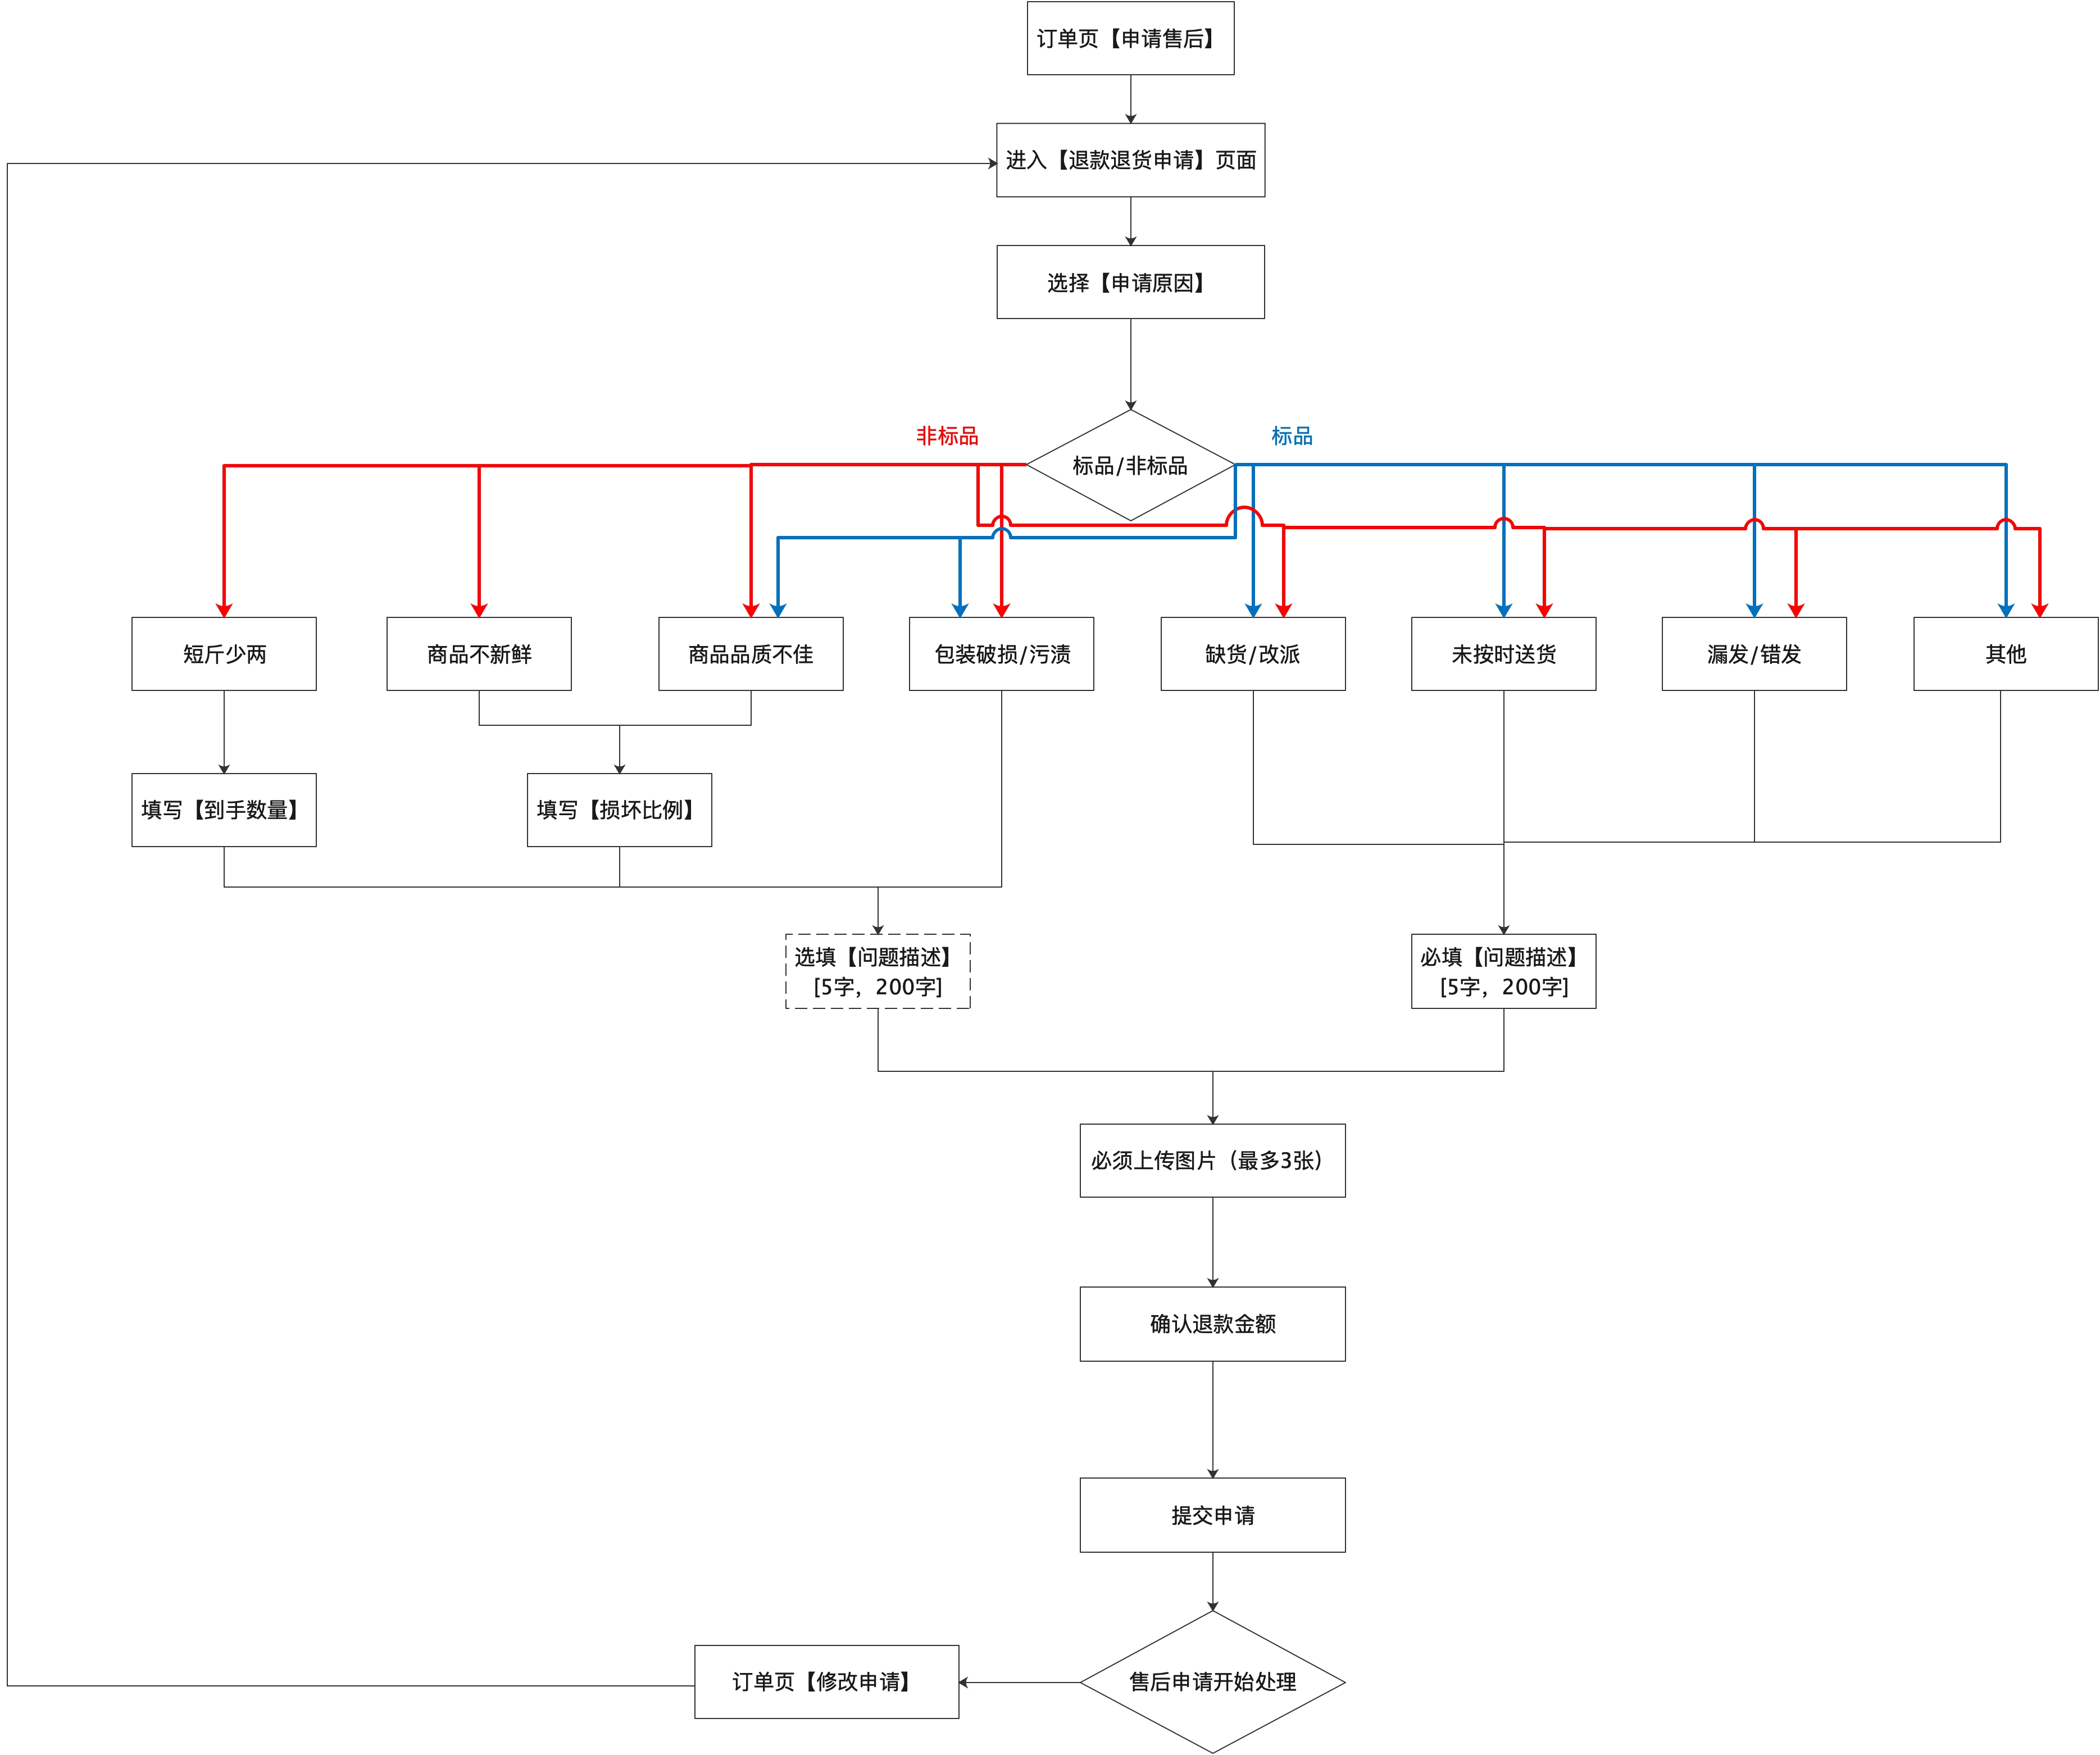 订单页【申请售后】
进入【退款退货申请】页面
选择【申请原因】
非标品
标品
标品/非标品
短斤少两
商品不新鲜
商品品质不佳
包装破损/污渍
缺货/改派
未按时送货
漏发/错发
其他
填写【到手数量】
填写【损坏比例】
选填【问题描述】
[5字，200字]
必填【问题描述】
[5字，200字]
必须上传图片（最多3张）
确认退款金额
提交申请
订单页【修改申请】
售后申请开始处理